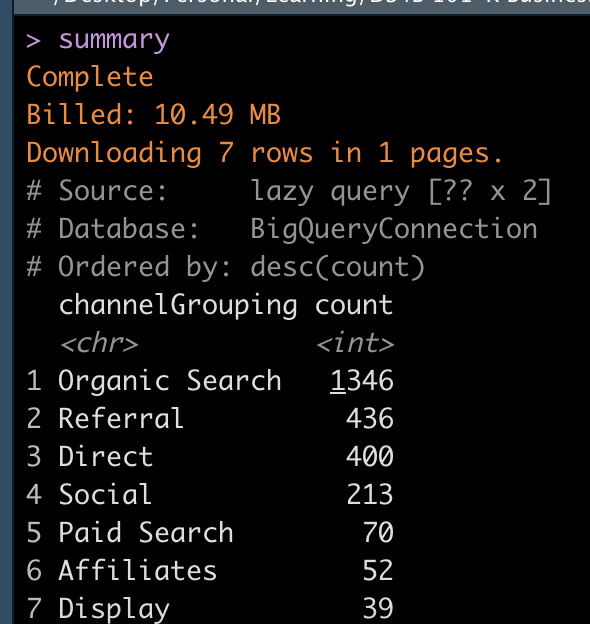 /Desktop/Personal/Learning/DS4B
> summary
Complete
Billed: 10.49 MB
Downloading 7 rows in 1 pages.
# Source:     lazy query [?? x 2]
# Database:   BigQueryConnection
# Ordered by: desc(count)
  channelGrouping count
  <chr>           <int>
1 Organic Search   1346
2 Referral          436
3 Direct            400
4 Social            213
5 Paid Search        70
6 Affiliates         52
7 Display            39